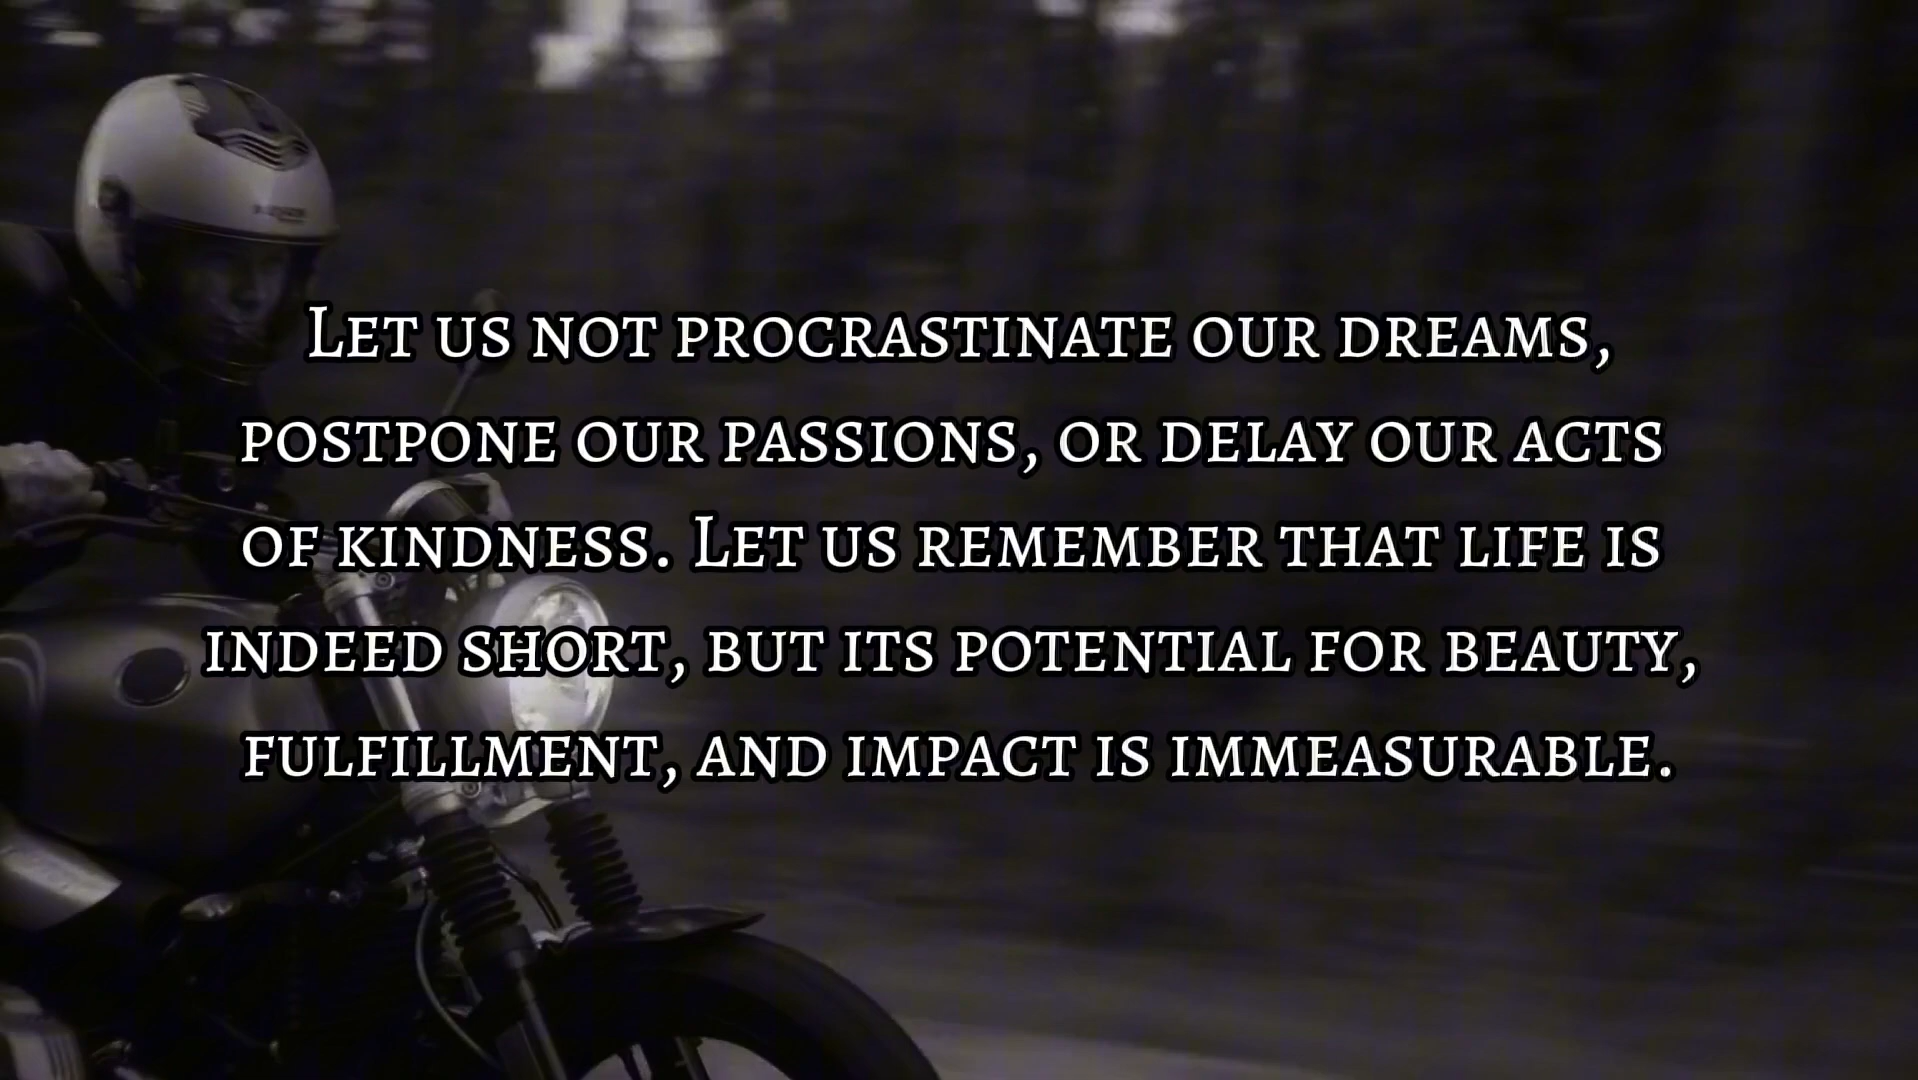 Let us not procrastinate our dreams,
postpone our passions, or delay our acts
of kindness. Let us remember that life is
indeed short, but its potential for beauty,
fulfillment, and impact is immeasurable.